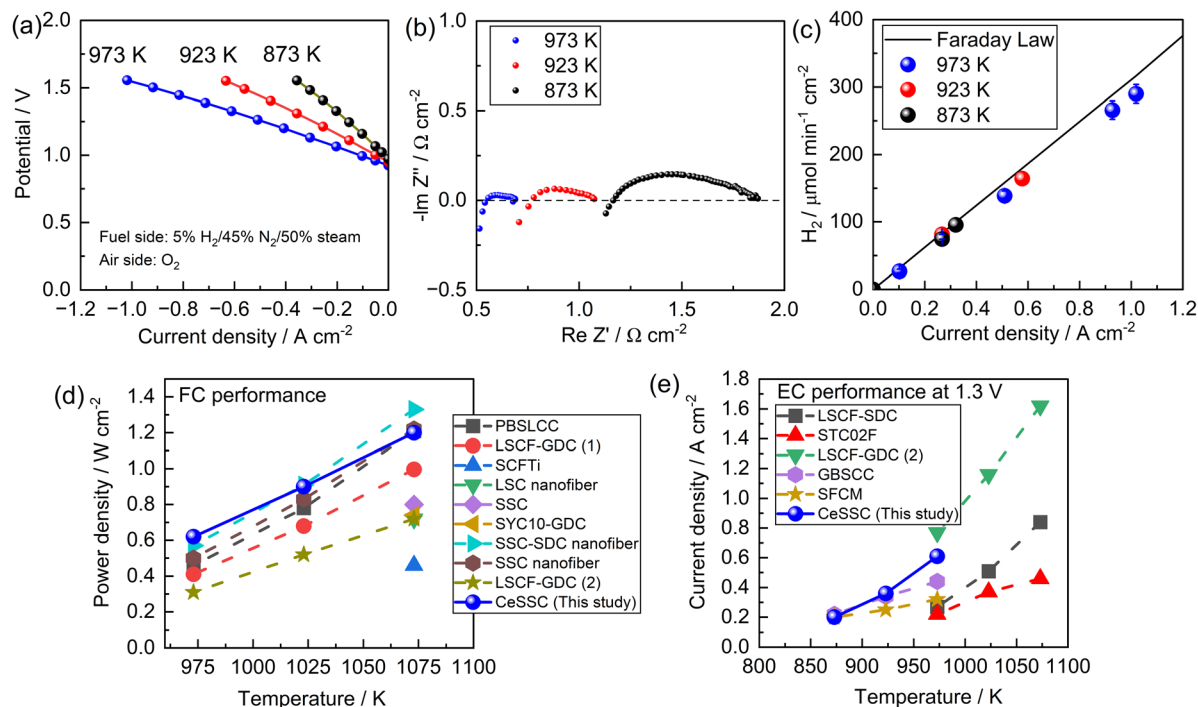 (a)
2.0
1.5
1.0
0.5
0.0
Potential / V
973 K
923 K
873 K
Fuel side: 5% H₂/45% N₂/50% steam
Air side: O₂
−1.2 −1.0 −0.8 −0.6 −0.4 −0.2 0.0
Current density / A cm⁻²
(b)
1.0
0.5
0.0
-0.5
-Im Z″ / Ω cm⁻²
973 K
923 K
873 K
0.5 1.0 1.5 2.0
Re Z' / Ω cm⁻²
(c)
400
300
200
100
0
H₂ / μmol min⁻¹ cm⁻²
Faraday Law
973 K
923 K
873 K
0.0 0.2 0.4 0.6 0.8 1.0 1.2
Current density / A cm⁻²
(d)
FC performance
1.4
1.2
1.0
0.8
0.6
0.4
0.2
0.0
Power density / W cm⁻²
975 1000 1025 1050 1075 1100
Temperature / K
PBSLCC
LSCF-GDC (1)
SCFTi
LSC nanofiber
SSC
SYC10-GDC
SSC-SDC nanofiber
SSC nanofiber
LSCF-GDC (2)
CeSSC (This study)
(e)
EC performance at 1.3 V
1.8
1.6
1.4
1.2
1.0
0.8
0.6
0.4
0.2
0.0
Current density / A cm⁻²
LSCF-SDC
STC02F
LSCF-GDC (2)
GBSCC
SFCM
CeSSC (This study)
800 850 900 950 1000 1050 1100
Temperature / K